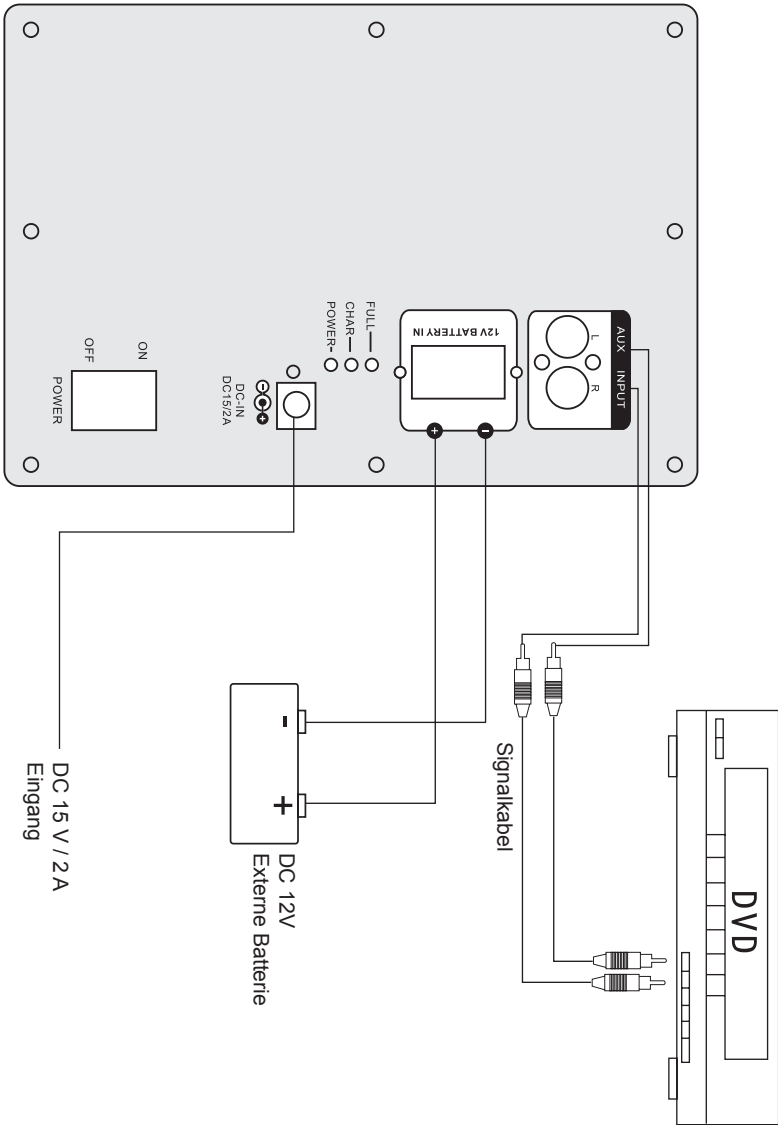 AUX INPUT
L
R
12V BATTERY IN
+
-
FULL
CHAR
POWER
DC-IN
DC15/2A
- +
ON
OFF
POWER
DVD
Signalkabel
- +
DC 12V
Externe Batterie
DC 15 V / 2 A
Eingang